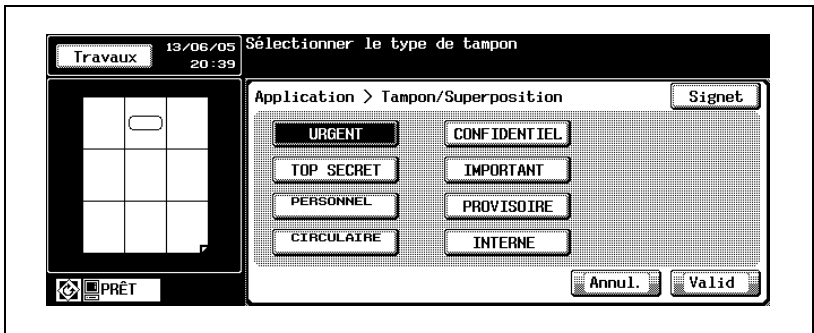 Travaux
13/06/05
20:39
Sélectionner le type de tampon
Application > Tampon/Superposition
Signet
URGENT
CONFIDENTIEL
TOP SECRET
IMPORTANT
PERSONNEL
PROVISOIRE
CIRCULAIRE
INTERNE
Annul.
Valid
PRÊT